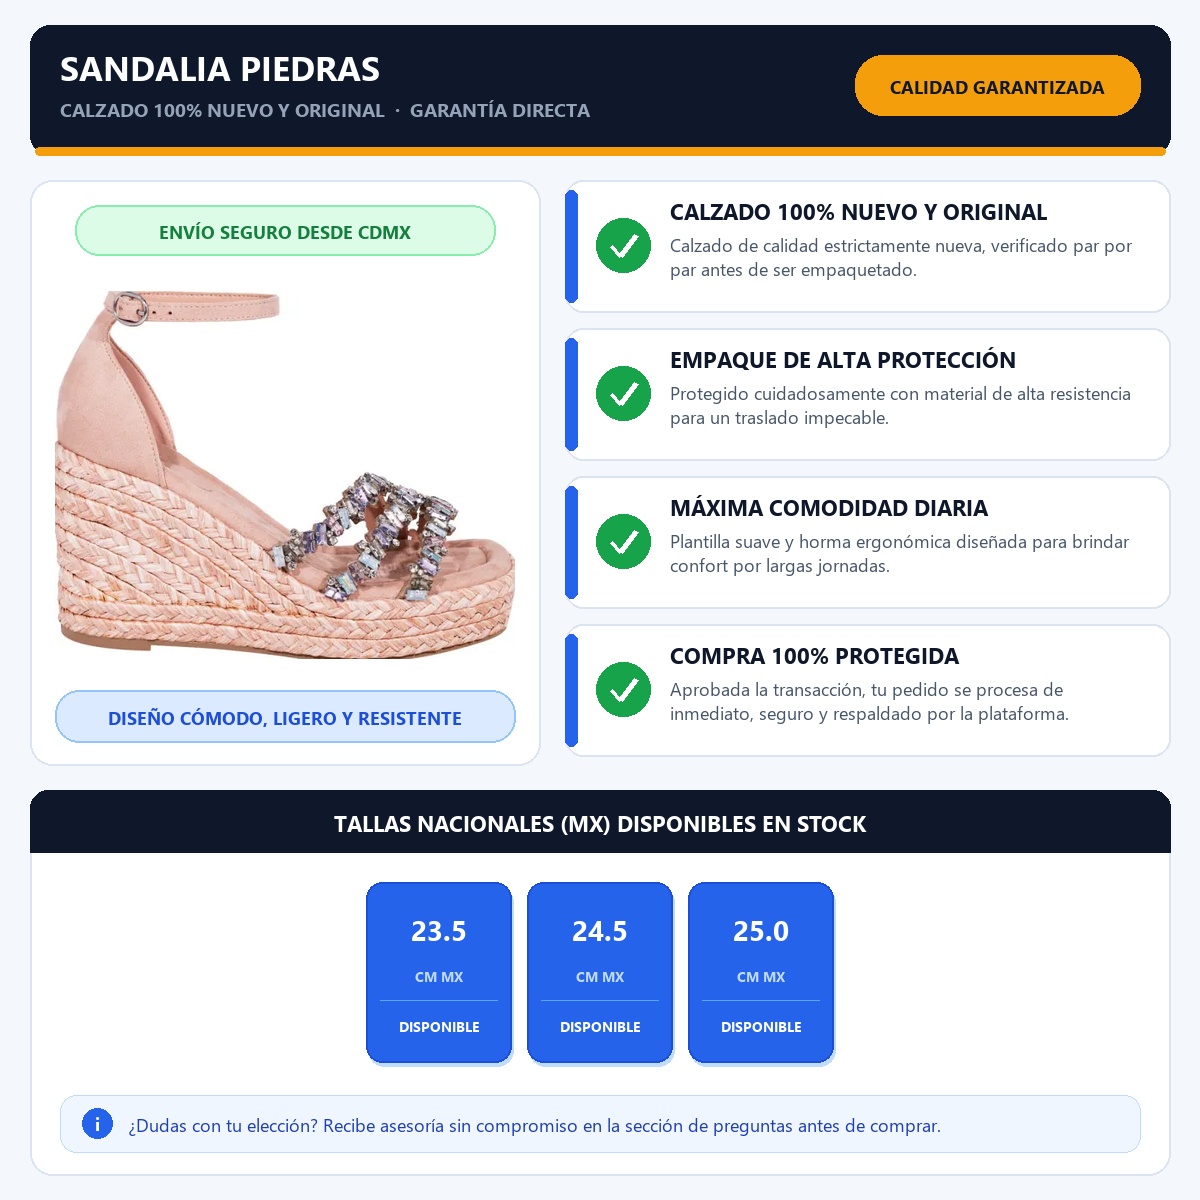 SANDALIA PIEDRAS
CALZADO 100% NUEVO Y ORIGINAL · GARANTÍA DIRECTA
CALIDAD GARANTIZADA
ENVÍO SEGURO DESDE CDMX
DISEÑO CÓMODO, LIGERO Y RESISTENTE
CALZADO 100% NUEVO Y ORIGINAL
Calzado de calidad estrictamente nueva, verificado par por
par antes de ser empaquetado.
EMPAQUE DE ALTA PROTECCIÓN
Protegido cuidadosamente con material de alta resistencia
para un traslado impecable.
MÁXIMA COMODIDAD DIARIA
Plantilla suave y horma ergonómica diseñada para brindar
confort por largas jornadas.
COMPRA 100% PROTEGIDA
Aprobada la transacción, tu pedido se procesa de
inmediato, seguro y respaldado por la plataforma.
TALLAS NACIONALES (MX) DISPONIBLES EN STOCK
23.5
CM MX
DISPONIBLE
24.5
CM MX
DISPONIBLE
25.0
CM MX
DISPONIBLE
¿Dudas con tu elección? Recibe asesoría sin compromiso en la sección de preguntas antes de comprar.